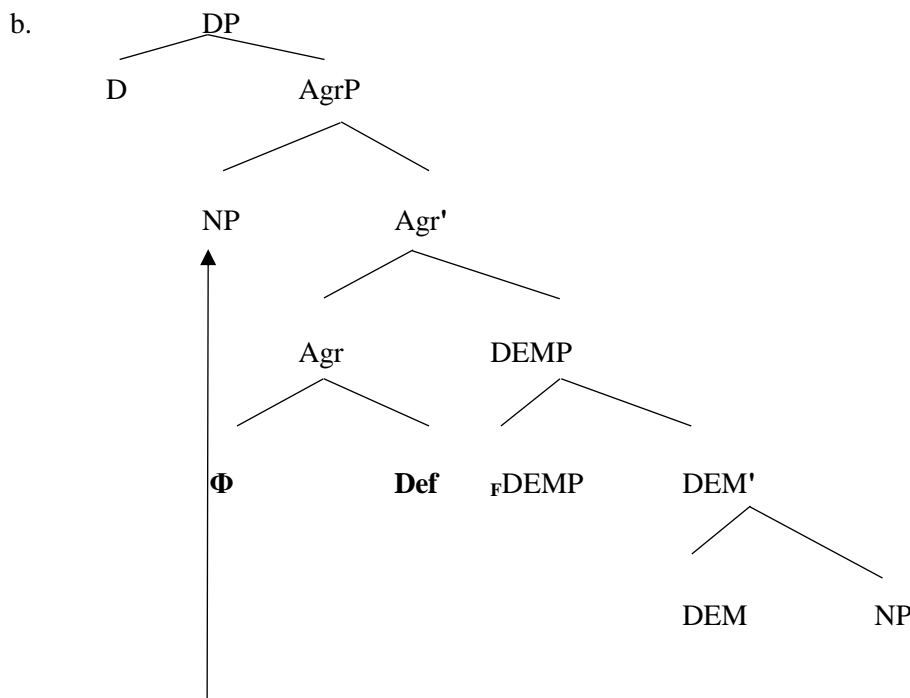 b. DP
D AgrP
NP Agr'
Agr DEMP
Φ Def FDEMP DEM'
DEM NP